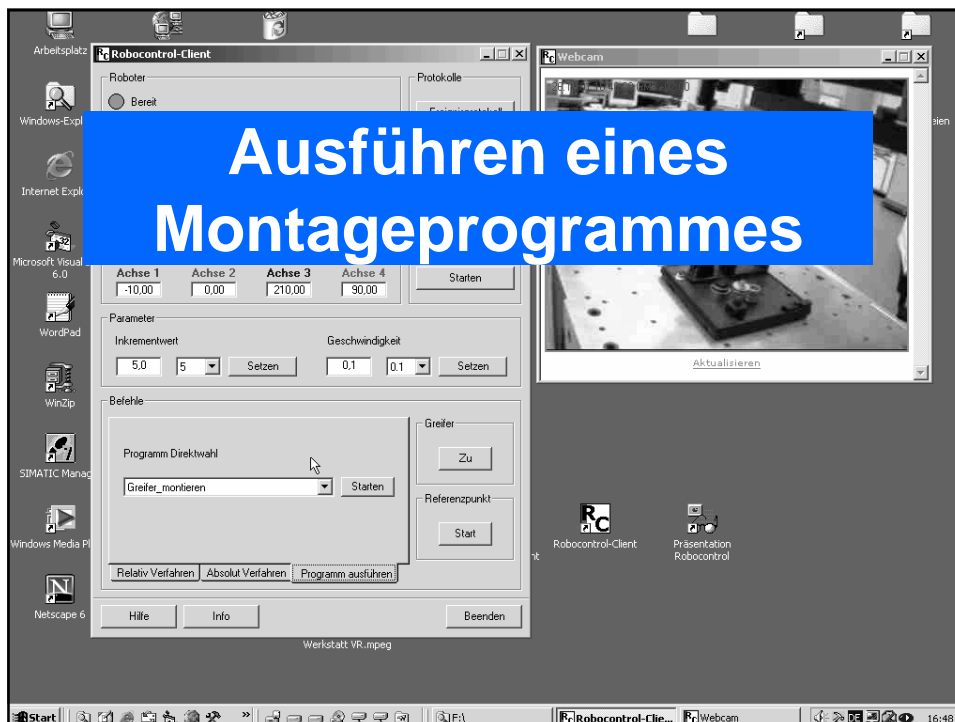 Arbeitsplatz
Robocontrol-Client
Webcam
Roboter
Protokolle
Bereit
Windows-Expl
eien
Ausführen eines
Montageprogrammes
Internet Explo
Microsoft Visual
6.0
Achse 1
Achse 2
Achse 3
Achse 4
-10,00
0,00
210,00
90,00
Starten
WordPad
Parameter
Inkrementwert
Geschwindigkeit
5,0
5
Setzen
0,1
0.1
Setzen
Aktualisieren
WinZip
Befehle
Greifer
Programm Direktwahl
Zu
SIMATIC Manag
Greifer_montieren
Starten
Referenzpunkt
Start
Windows Media Pl
nt
Robocontrol-Client
Präsentation
Robocontrol
Relativ Verfahren
Absolut Verfahren
Programm ausführen
Netscape 6
Hilfe
Info
Beenden
Werkstatt VR.mpeg
Start
F:\
Robocontrol-Clie...
Webcam
DE
16:48